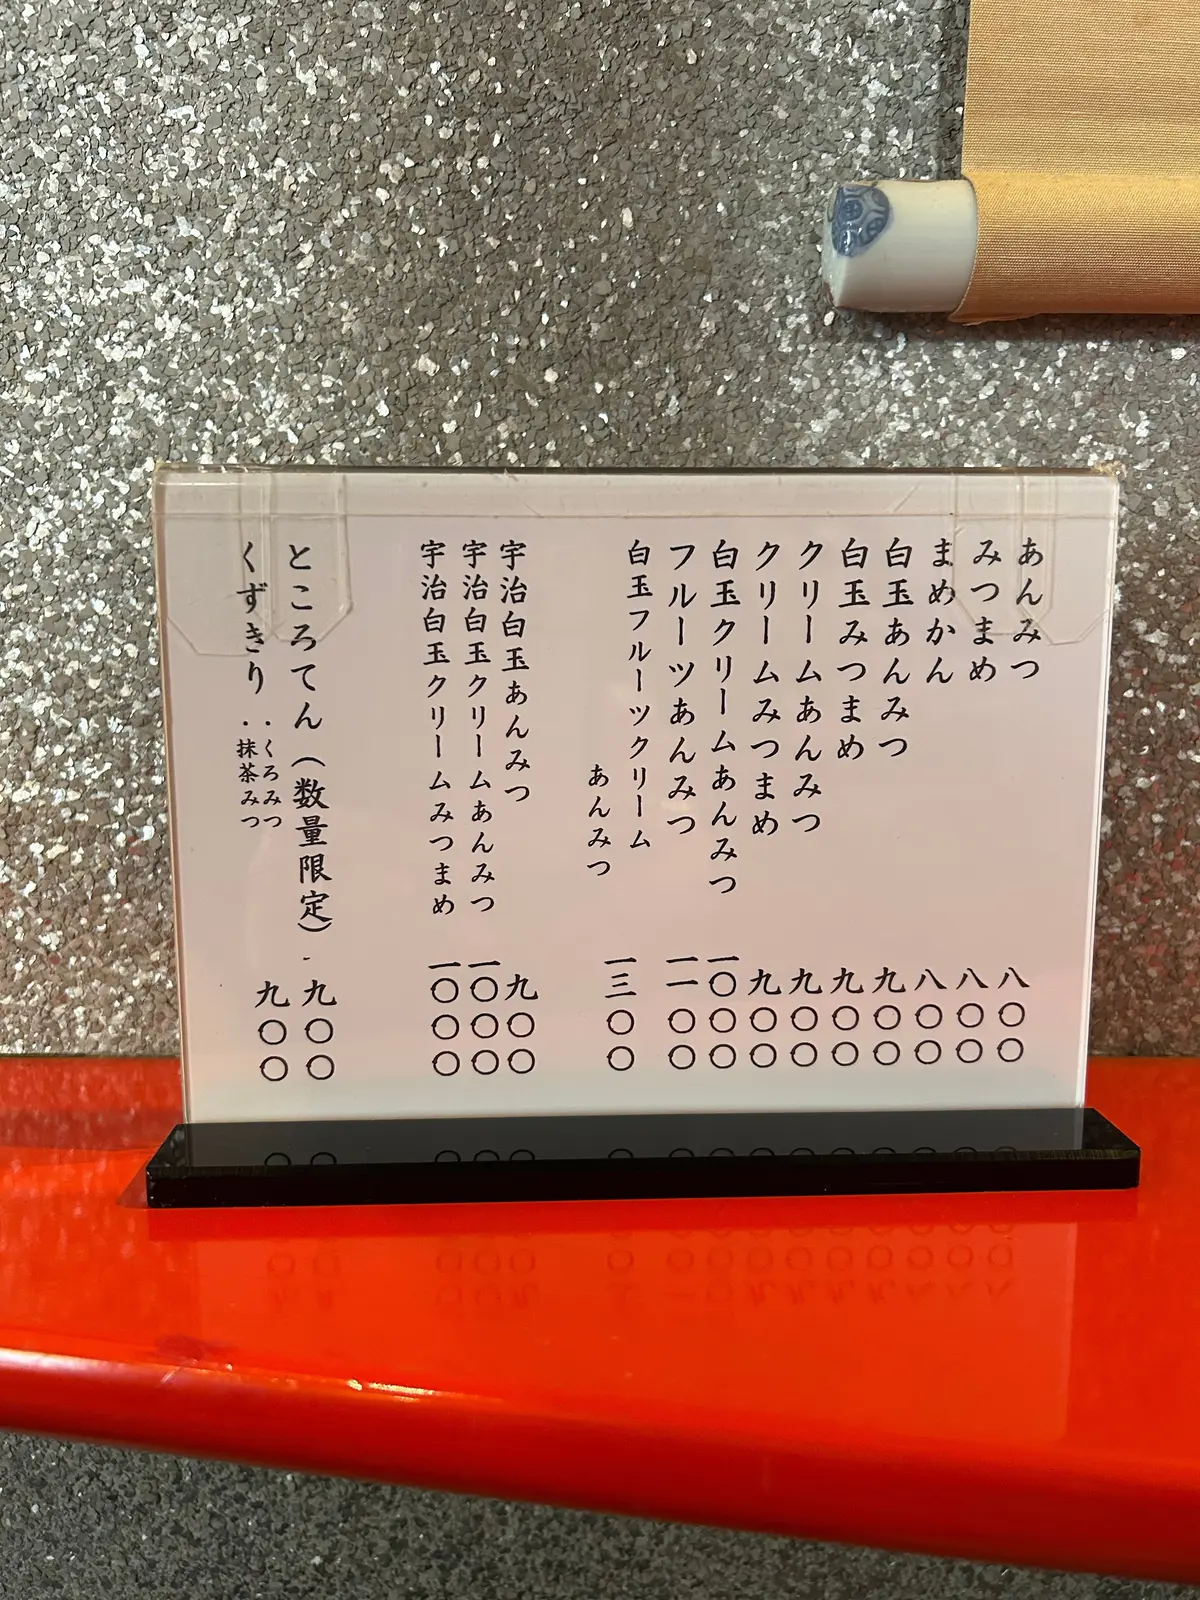 あんみつ 八〇〇
みつまめ 八〇〇
まめかん 八〇〇
白玉あんみつ 九〇〇
白玉みつまめ 九〇〇
クリームあんみつ 九〇〇
クリームみつまめ 九〇〇
白玉クリームあんみつ 一〇〇〇
フルーツあんみつ 一一〇〇
白玉フルーツクリーム
あんみつ 一三〇〇
宇治白玉あんみつ 九〇〇
宇治白玉クリームあんみつ 一〇〇〇
宇治白玉クリームみつまめ 一〇〇〇
ところてん(数量限定). 九〇〇
くずきり ・くろみつ 九〇〇
・抹茶みつ